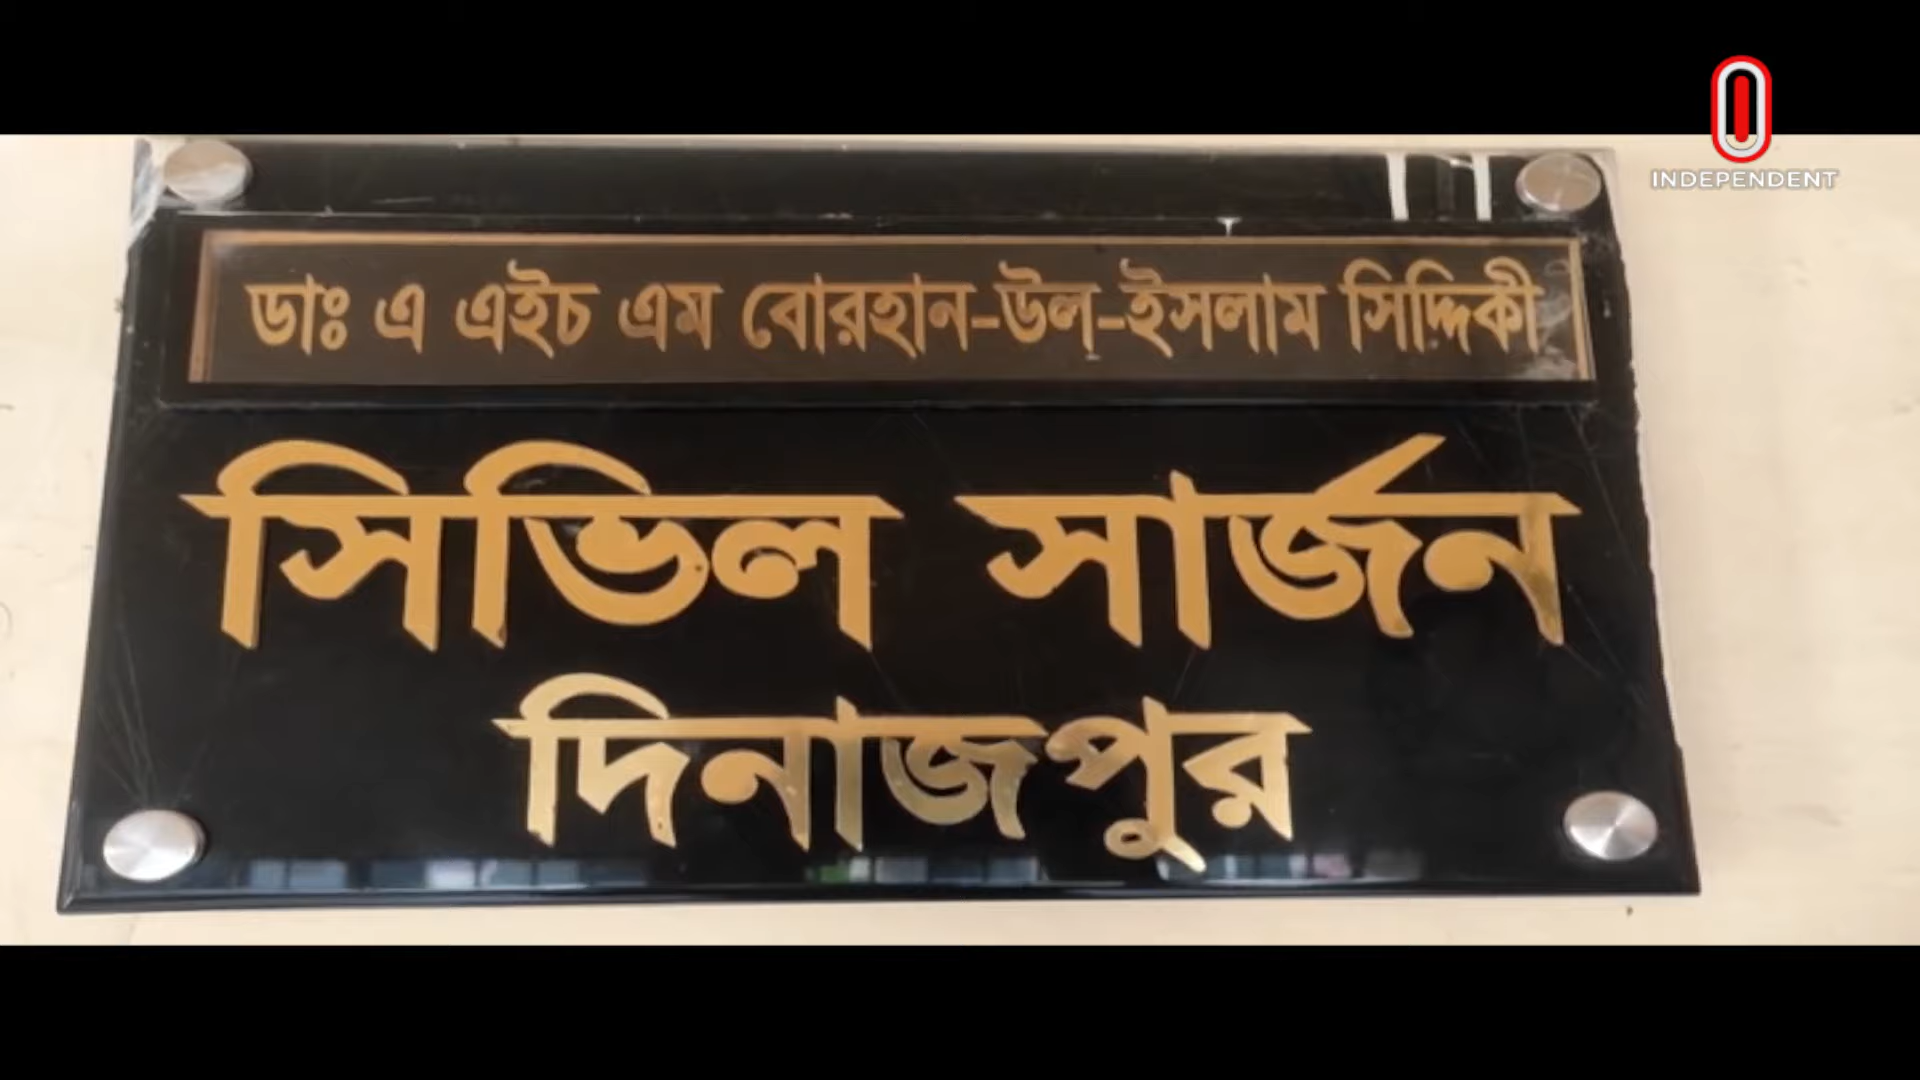 INDEPENDENT
ডাঃ এ এইচ এম বোরহান-উল্-ইসলাম সিদ্দিকী
সিভিল সার্জন
দিনাজপুর